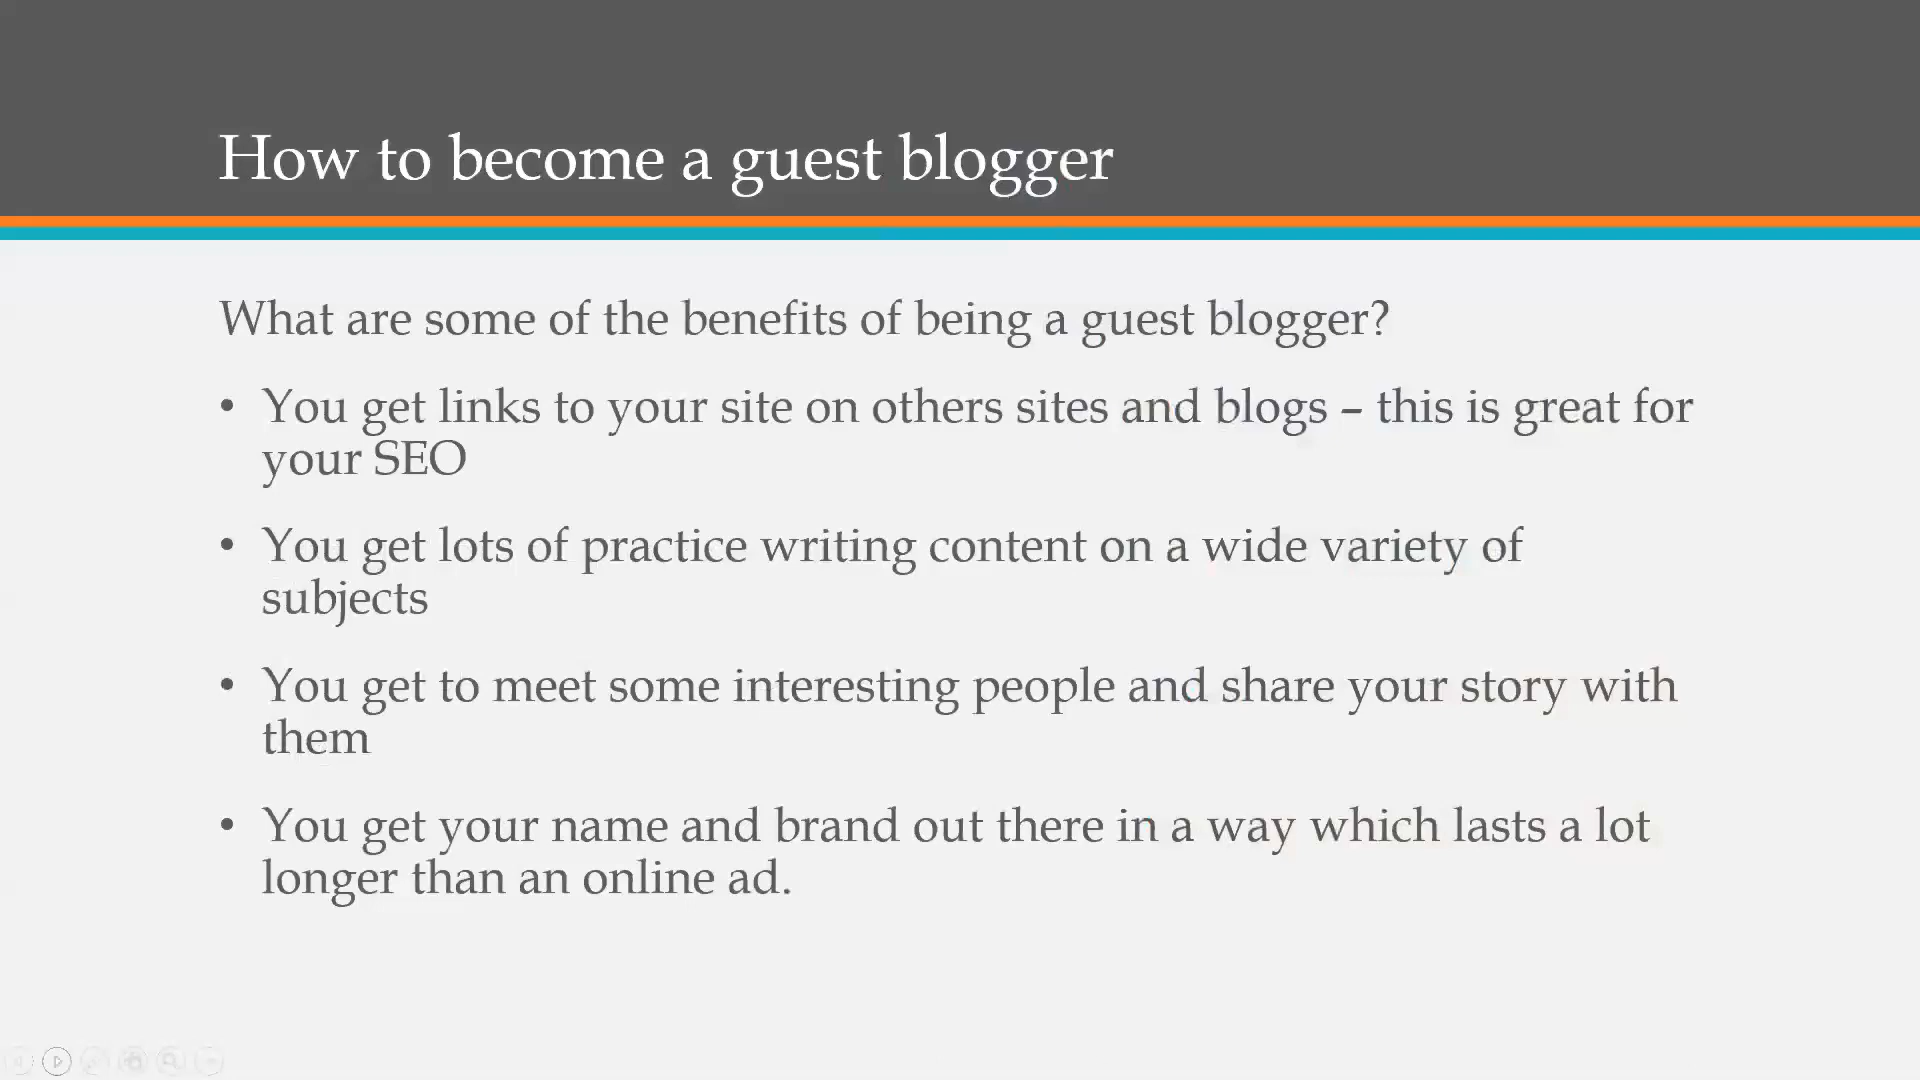 How to become a guest blogger
What are some of the benefits of being a guest blogger?
• You get links to your site on others sites and blogs – this is great for
your SEO
• You get lots of practice writing content on a wide variety of
subjects
• You get to meet some interesting people and share your story with
them
• You get your name and brand out there in a way which lasts a lot
longer than an online ad.